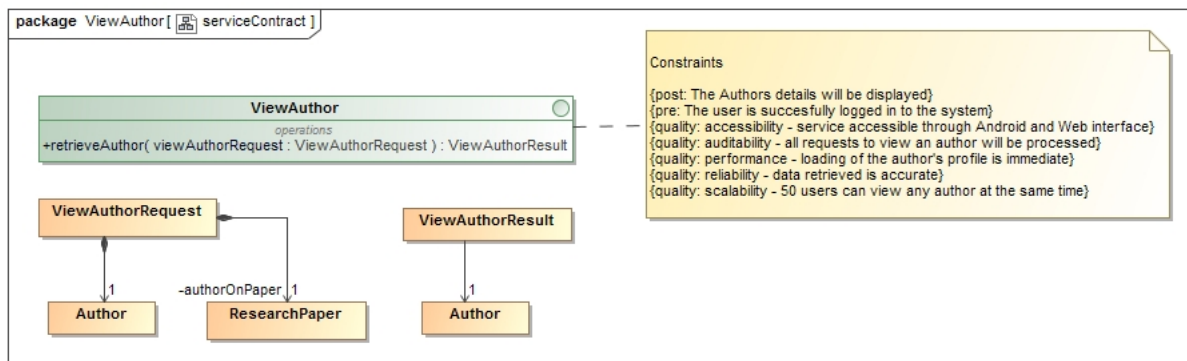 package ViewAuthor [ serviceContract ]
ViewAuthor
operations
+retrieveAuthor( viewAuthorRequest : ViewAuthorRequest ) : ViewAuthorResult
Constraints
{post: The Authors details will be displayed}
{pre: The user is succesfully logged in to the system}
{quality: accessibility - service accessible through Android and Web interface}
{quality: auditability - all requests to view an author will be processed}
{quality: performance - loading of the author's profile is immediate}
{quality: reliability - data retrieved is accurate}
{quality: scalability - 50 users can view any author at the same time}
ViewAuthorRequest
ViewAuthorResult
1
-authorOnPaper 1
1
Author
ResearchPaper
Author